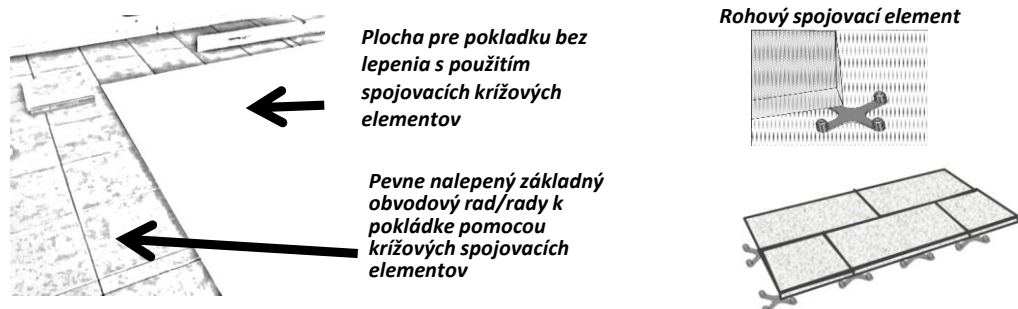 Plocha pre pokladku bez
lepenia s použitím
spojovacích krížových
elementov
Pevne nalepený základný
obvodový rad/rady k
pokládke pomocou
krížových spojovacích
elementov
Rohový spojovací element